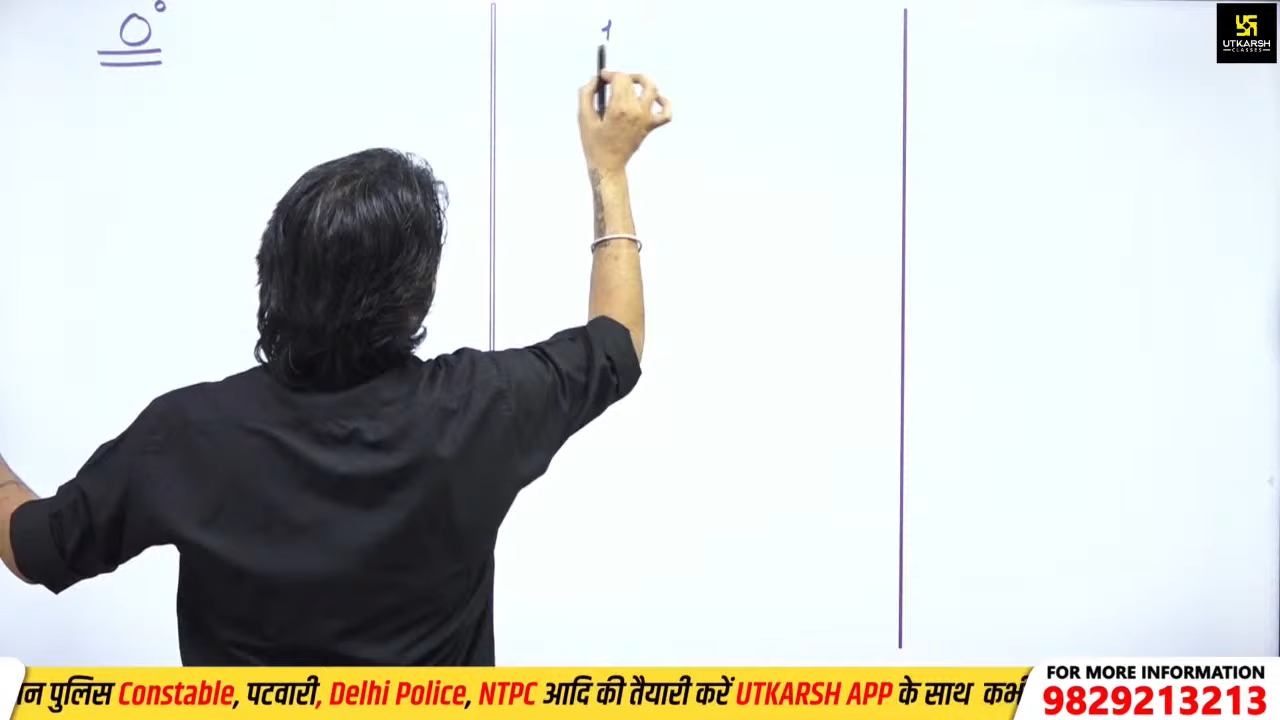 0°
1
UTKARSH
CLASSES
न पुलिस Constable, पटवारी, Delhi Police, NTPC आदि की तैयारी करें UTKARSH APP के साथ कभी
FOR MORE INFORMATION
9829213213